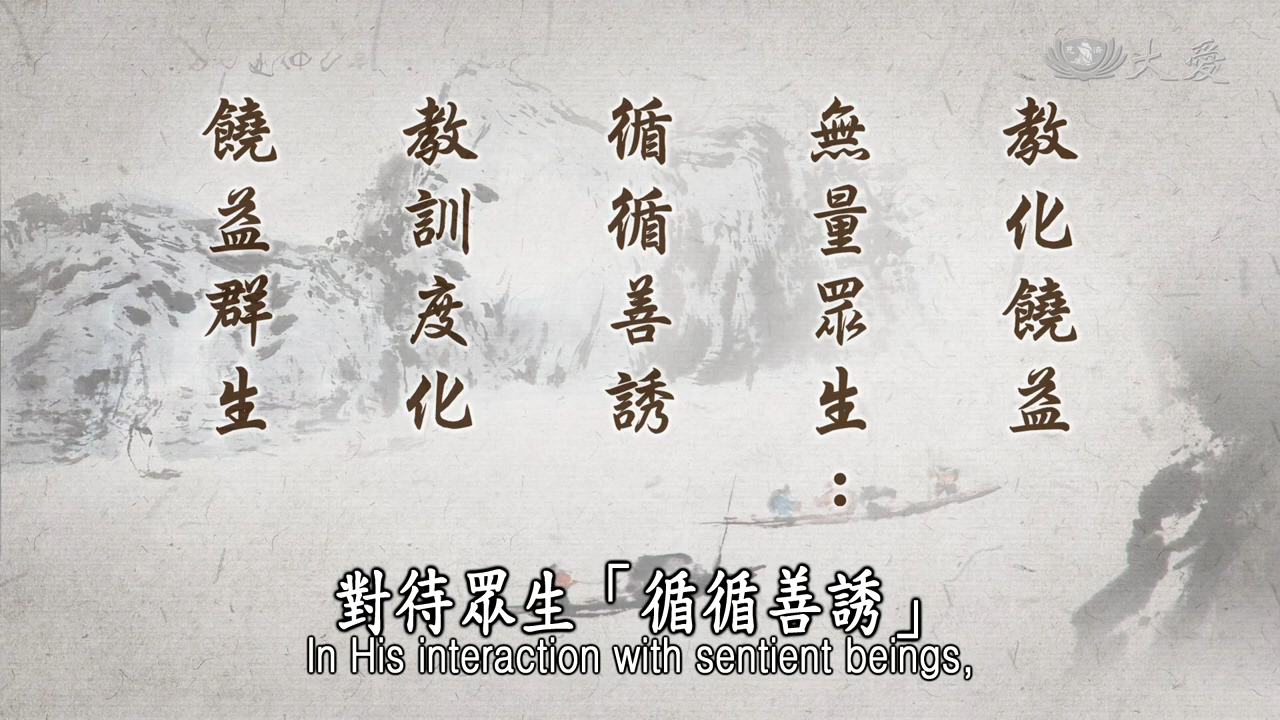 大愛
教化饒益
無量眾生：
循循善誘
教訓度化
饒益群生
對待眾生「循循善誘」
In His interaction with sentient beings,